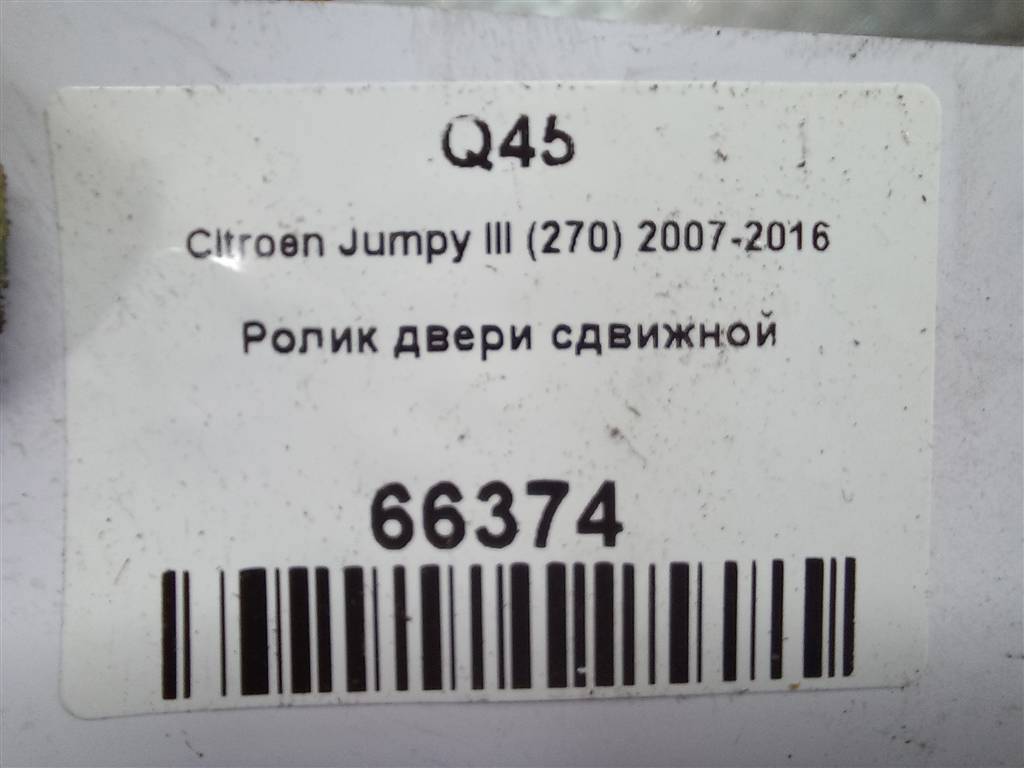 Q45
Citroen Jumpy III (270) 2007-2016
Ролик двери сдвижной
66374